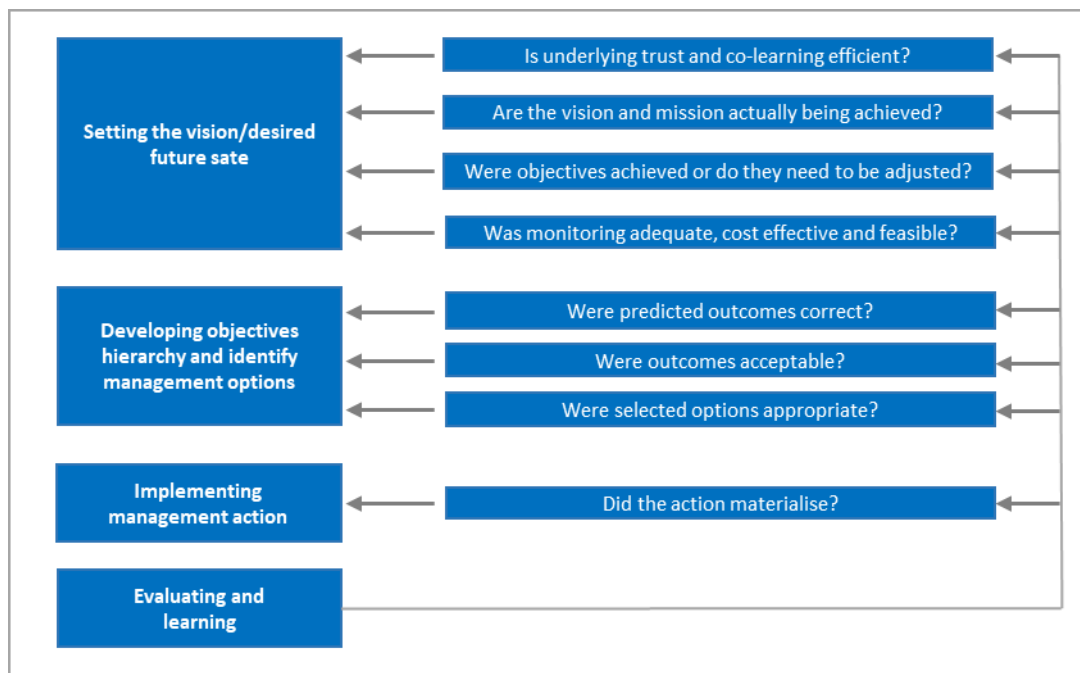 Setting the vision/desired
future sate
Is underlying trust and co-learning efficient?
Are the vision and mission actually being achieved?
Were objectives achieved or do they need to be adjusted?
Was monitoring adequate, cost effective and feasible?
Developing objectives
hierarchy and identify
management options
Were predicted outcomes correct?
Were outcomes acceptable?
Were selected options appropriate?
Implementing
management action
Did the action materialise?
Evaluating and
learning